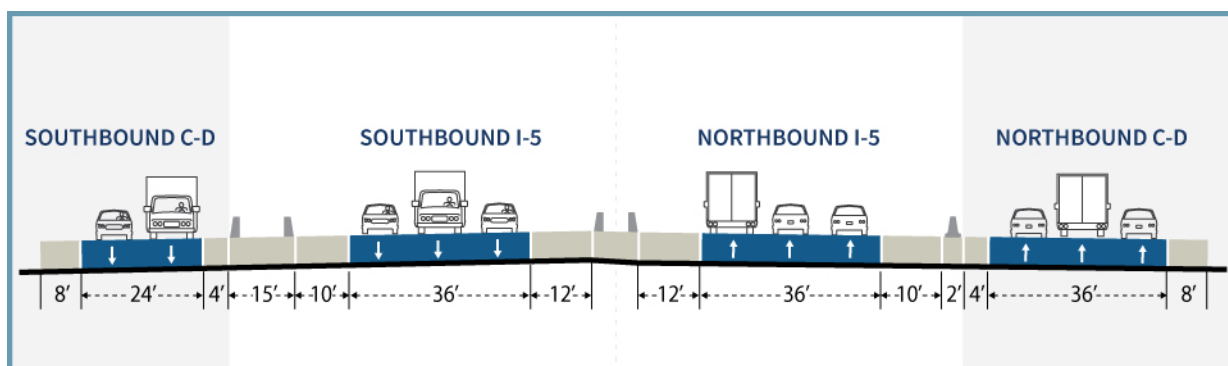 SOUTHBOUND C-D
SOUTHBOUND I-5
NORTHBOUND I-5
NORTHBOUND C-D
8′ 24′ 4′ 15′ 10′ 36′ 12′ 12′ 36′ 10′ 2′ 4′ 36′ 8′